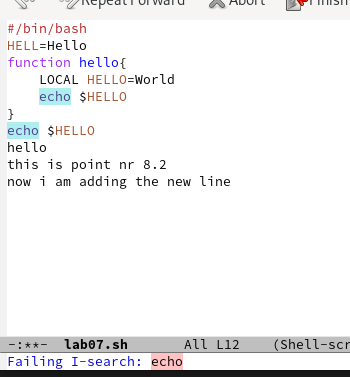 Repeat Forward Abort Finish
#/bin/bash
HELL=Hello
function hello{
    LOCAL HELLO=World
    echo $HELLO
}
echo $HELLO
hello
this is point nr 8.2
now i am adding the new line
-:**-  lab07.sh       All L12    (Shell-scr
Failing I-search: echo